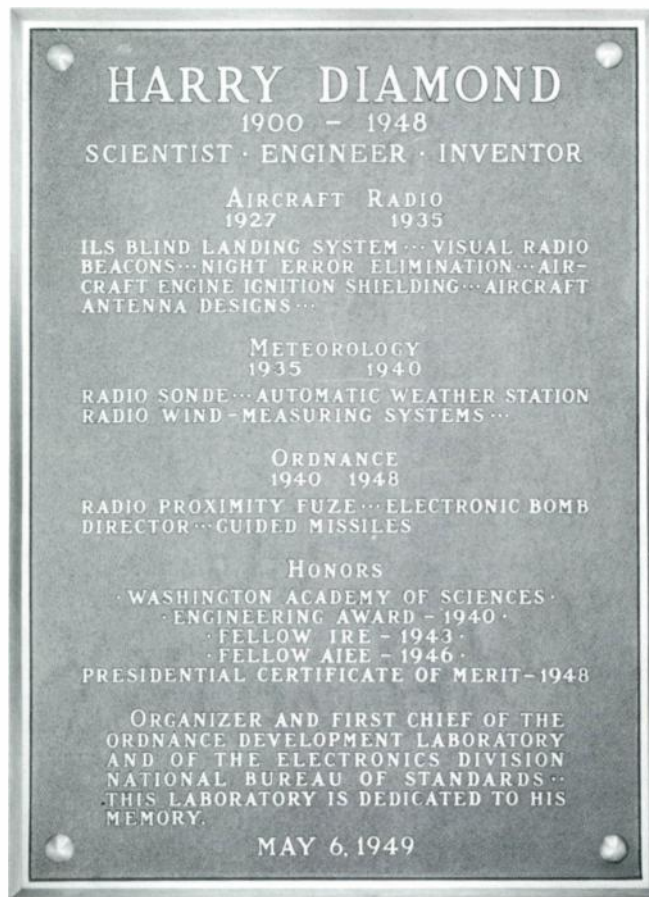 HARRY DIAMOND
1900 – 1948
SCIENTIST · ENGINEER · INVENTOR
AIRCRAFT RADIO
1927 1935
ILS BLIND LANDING SYSTEM ··· VISUAL RADIO
BEACONS ··· NIGHT ERROR ELIMINATION ··· AIR-
CRAFT ENGINE IGNITION SHIELDING ··· AIRCRAFT
ANTENNA DESIGNS ···
METEOROLOGY
1935 1940
RADIO SONDE ··· AUTOMATIC WEATHER STATION
RADIO WIND-MEASURING SYSTEMS ···
ORDNANCE
1940 1948
RADIO PROXIMITY FUZE ··· ELECTRONIC BOMB
DIRECTOR ··· GUIDED MISSILES
HONORS
· WASHINGTON ACADEMY OF SCIENCES ·
· ENGINEERING AWARD – 1940 ·
· FELLOW IRE – 1943 ·
· FELLOW AIEE – 1946 ·
PRESIDENTIAL CERTIFICATE OF MERIT – 1948
ORGANIZER AND FIRST CHIEF OF THE
ORDNANCE DEVELOPMENT LABORATORY
AND OF THE ELECTRONICS DIVISION
NATIONAL BUREAU OF STANDARDS ··
THIS LABORATORY IS DEDICATED TO HIS
MEMORY.
MAY 6, 1949